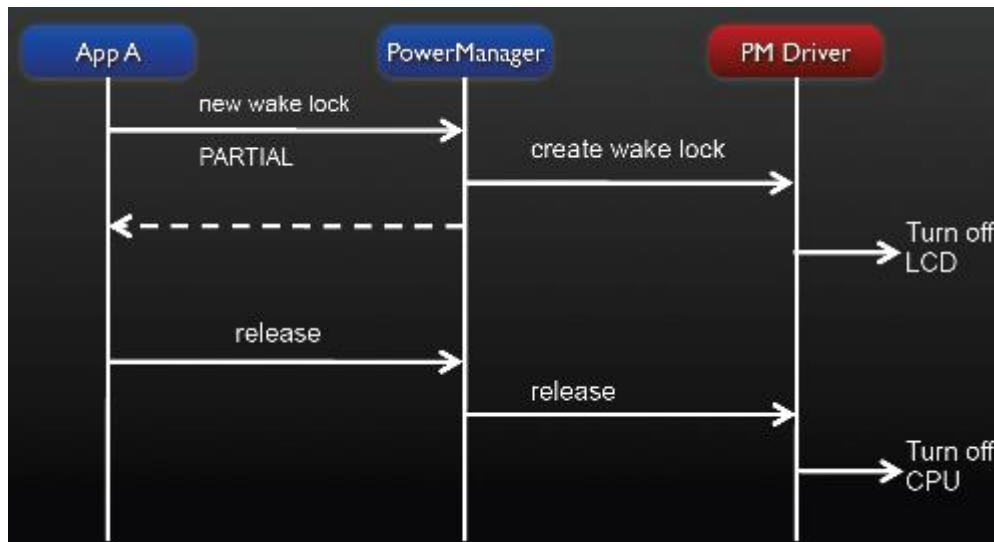 App A
PowerManager
PM Driver
new wake lock
PARTIAL
create wake lock
Turn off
LCD
release
release
Turn off
CPU